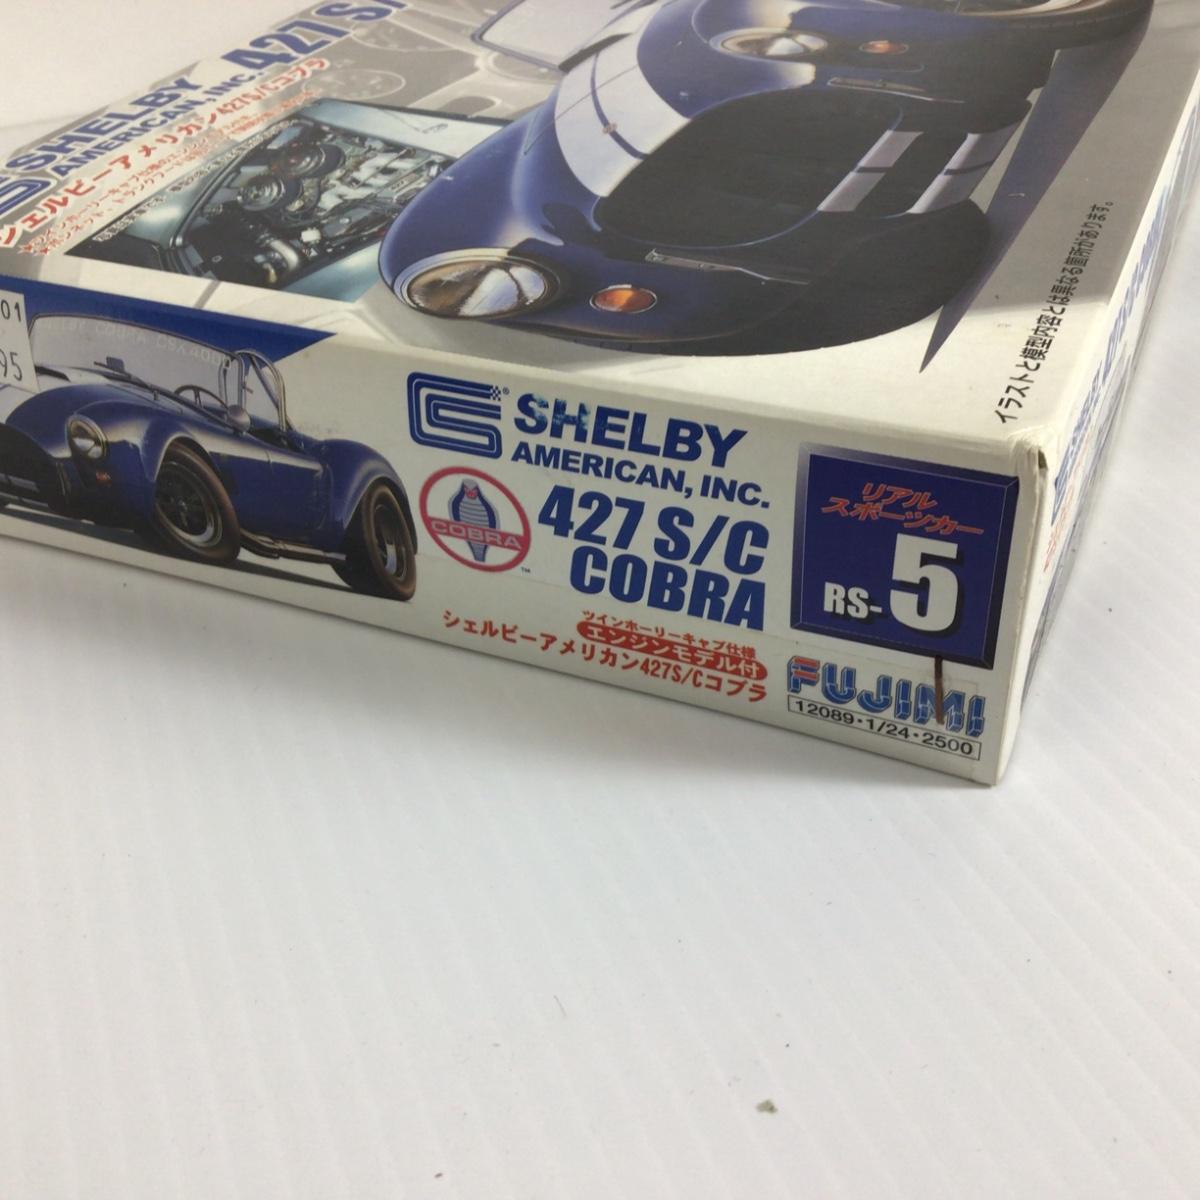 SHELBY
AMERICAN, INC. 427 S/
シェルビーアメリカン427S/Cコブラ
イラストと模型内容とは異なる箇所があります。
01
95
COBRA CSX400
SHELBY
AMERICAN, INC.
COBRA
427 S/C
COBRA
ツインホーリーキャブ仕様
エンジンモデル付
シェルビーアメリカン427S/Cコブラ
リアル
スポーツカー
RS-5
FUJIMI
12089・1/24・2500